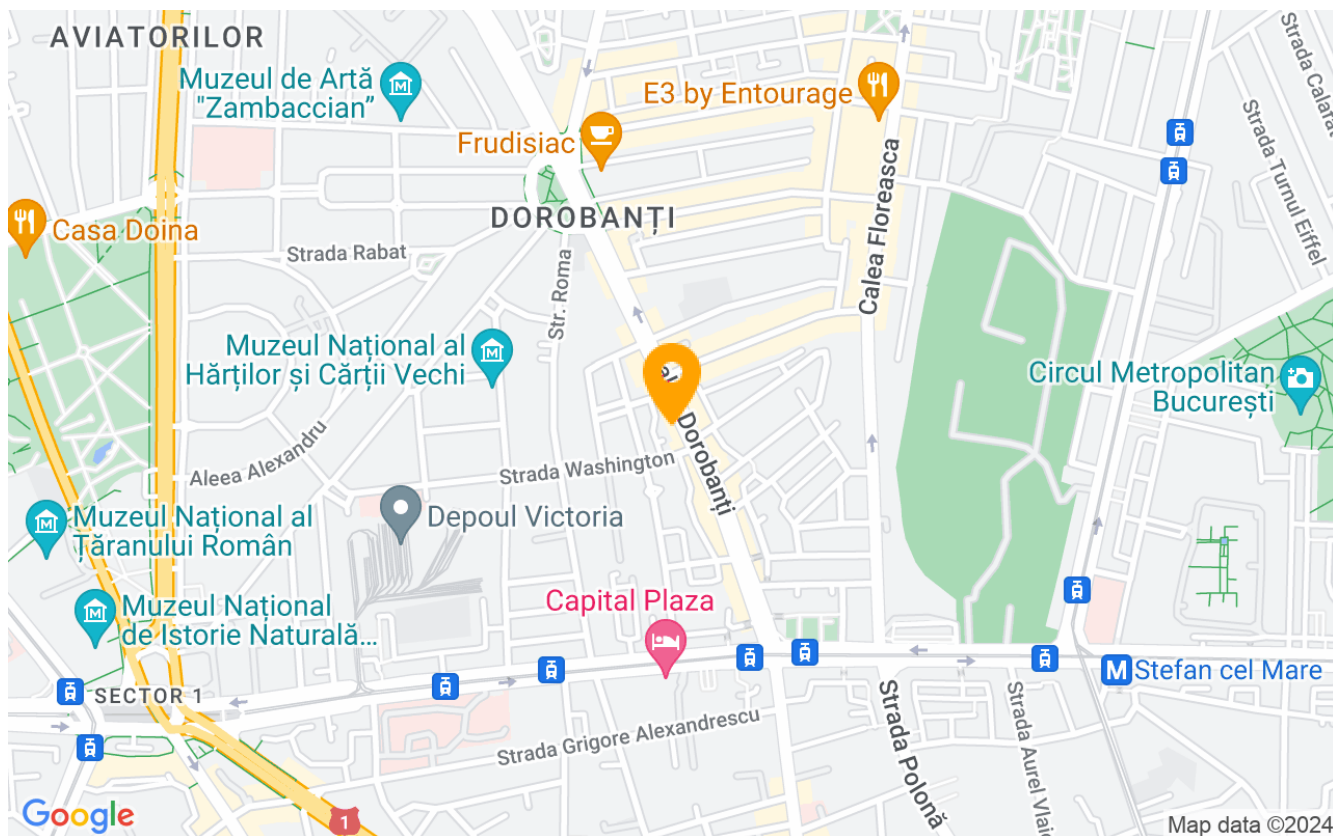 AVIATORILOR
Muzeul de Artă
"Zambaccian”
E3 by Entourage
Frudisiac
Strada Turnul Eiffel
DOROBANȚI
Casa Doina
Strada Rabat
Str. Roma
Calea Floreasca
Muzeul Național al
Hărților și Cărții Vechi
Circul Metropolitan
București
Dorobanți
Aleea Alexandru
Strada Washington
Muzeul Național al
Țăranului Român
Depoul Victoria
Muzeul Național
de Istorie Naturală...
Capital Plaza
M Stefan cel Mare
SECTOR 1
Strada Grigore Alexandrescu
Strada Polonă
Strada Aurel Vlaic
Google
1
Map data ©2024